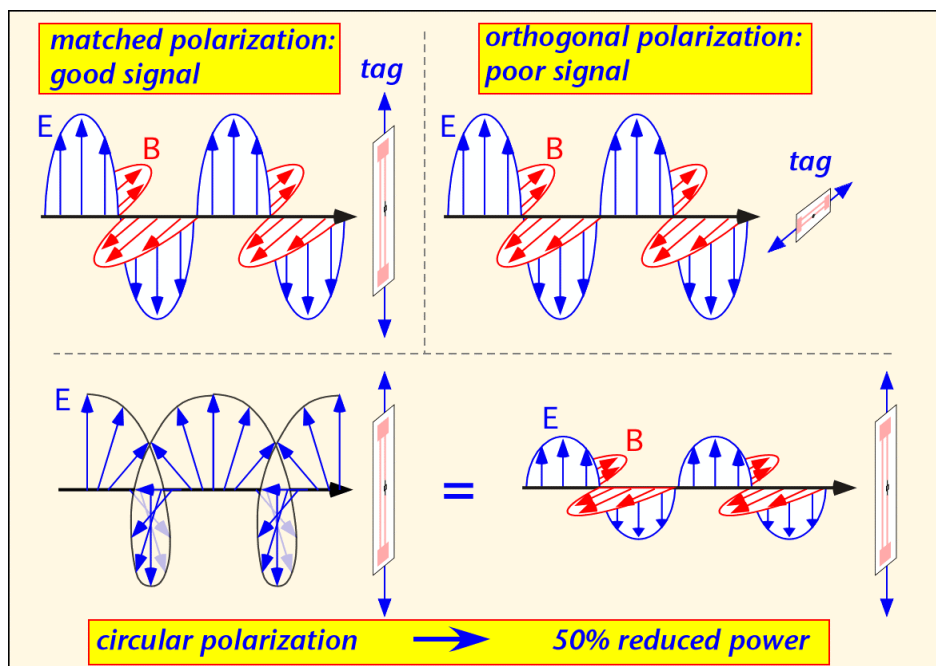 matched polarization:
good signal
tag
E
B
orthogonal polarization:
poor signal
E
B
tag
E
=
E
B
circular polarization → 50% reduced power